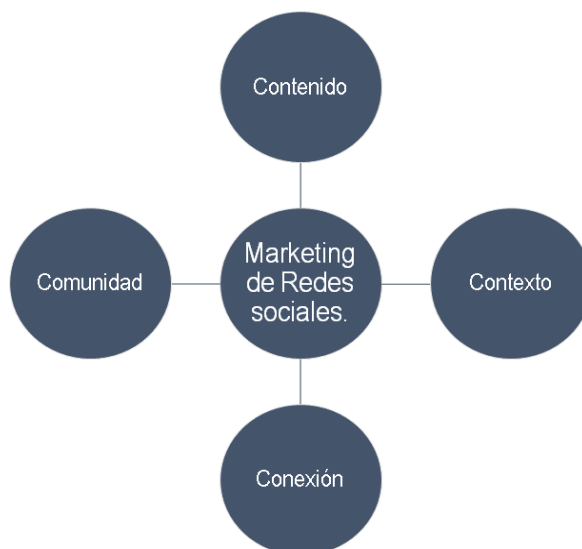 Contenido
Comunidad
Marketing
de Redes
sociales.
Contexto
Conexión